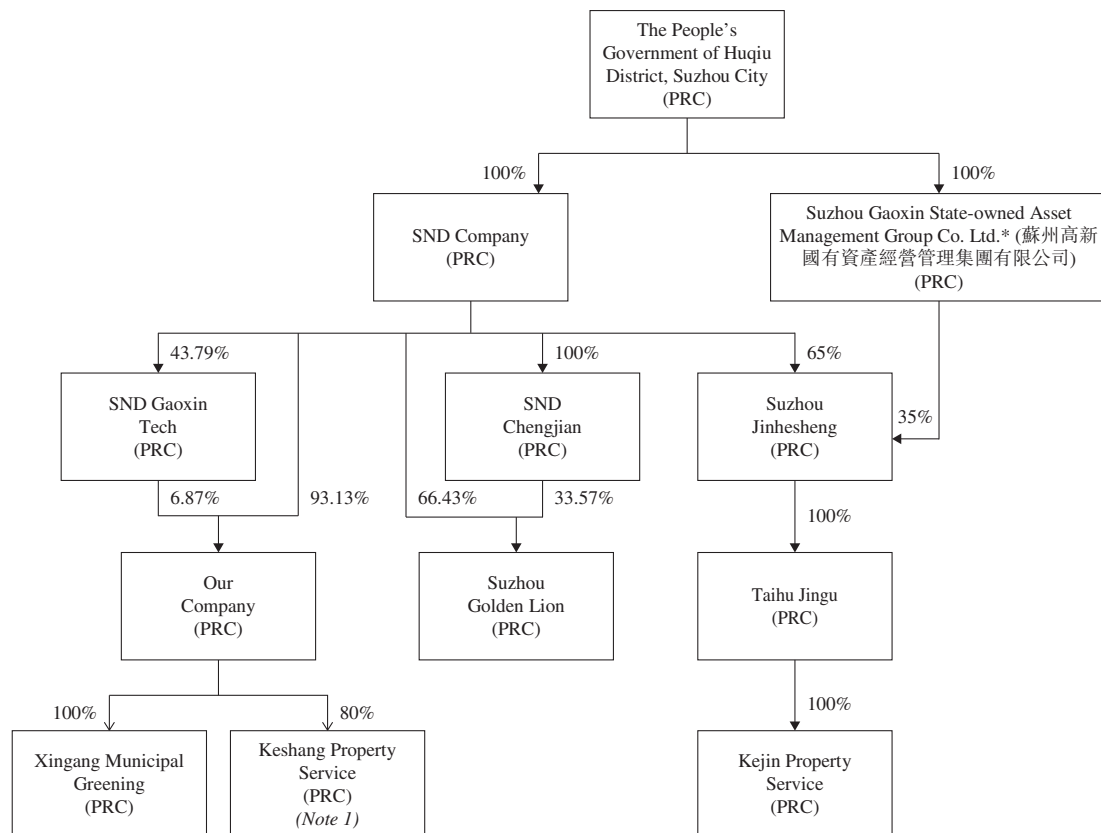 The People’s
Government of Huqiu
District, Suzhou City
(PRC)
100%
100%
SND Company
(PRC)
Suzhou Gaoxin State-owned Asset
Management Group Co. Ltd.* (蘇州高新
國有資產經營管理集團有限公司)
(PRC)
43.79%
100%
65%
SND Gaoxin
Tech
(PRC)
SND
Chengjian
(PRC)
Suzhou
Jinhesheng
(PRC)
35%
6.87%
93.13%
66.43%
33.57%
100%
Our
Company
(PRC)
Suzhou
Golden Lion
(PRC)
Taihu Jingu
(PRC)
100%
80%
100%
Xingang Municipal
Greening
(PRC)
Keshang Property
Service
(PRC)
(Note 1)
Kejin Property
Service
(PRC)